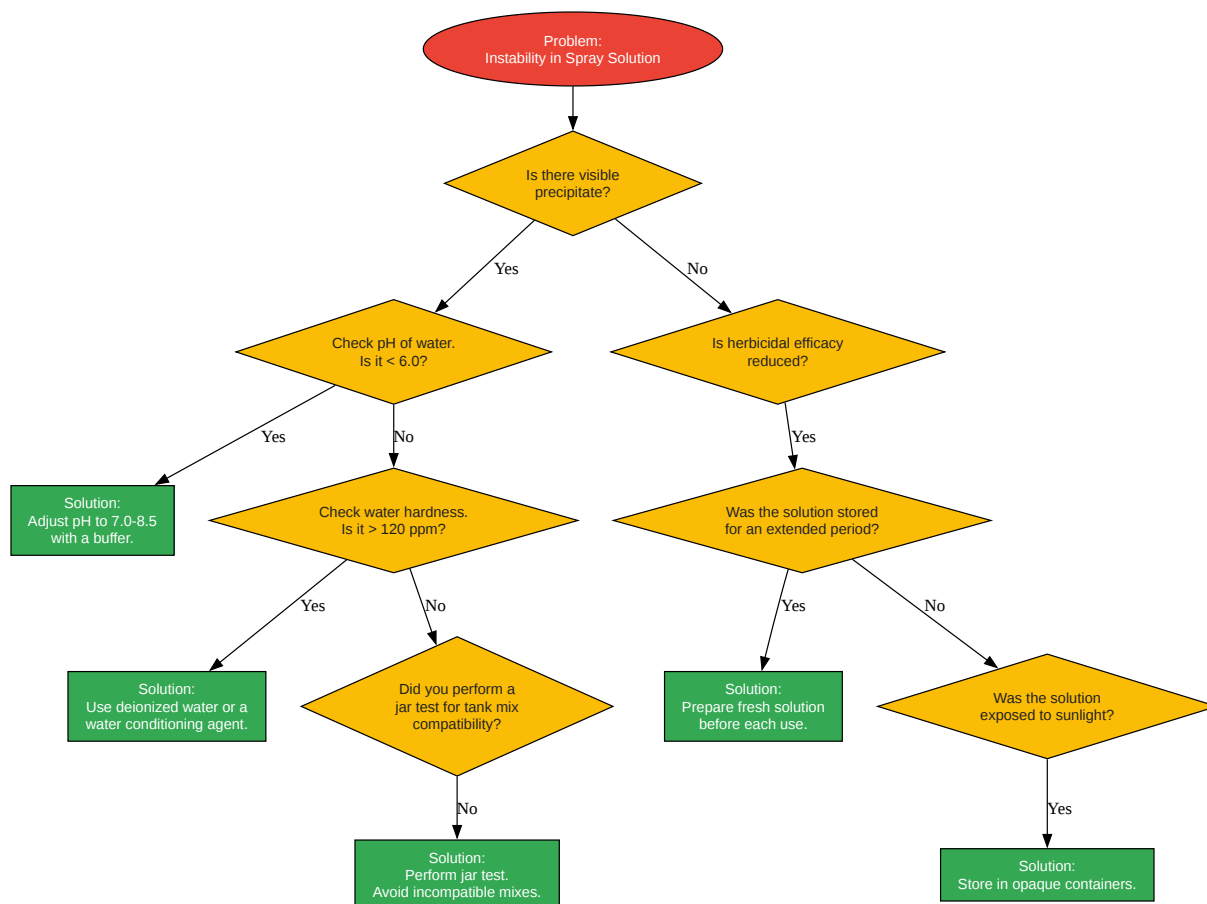 Problem:
Instability in Spray Solution
Is there visible
precipitate?
Yes
No
Check pH of water.
Is it < 6.0?
Is herbicidal efficacy
reduced?
Yes
No
Yes
Solution:
Adjust pH to 7.0-8.5
with a buffer.
Check water hardness.
Is it > 120 ppm?
Was the solution stored
for an extended period?
Yes
No
Yes
No
Solution:
Use deionized water or a
water conditioning agent.
Did you perform a
jar test for tank mix
compatibility?
Solution:
Prepare fresh solution
before each use.
Was the solution
exposed to sunlight?
No
Yes
Solution:
Perform jar test.
Avoid incompatible mixes.
Solution:
Store in opaque containers.